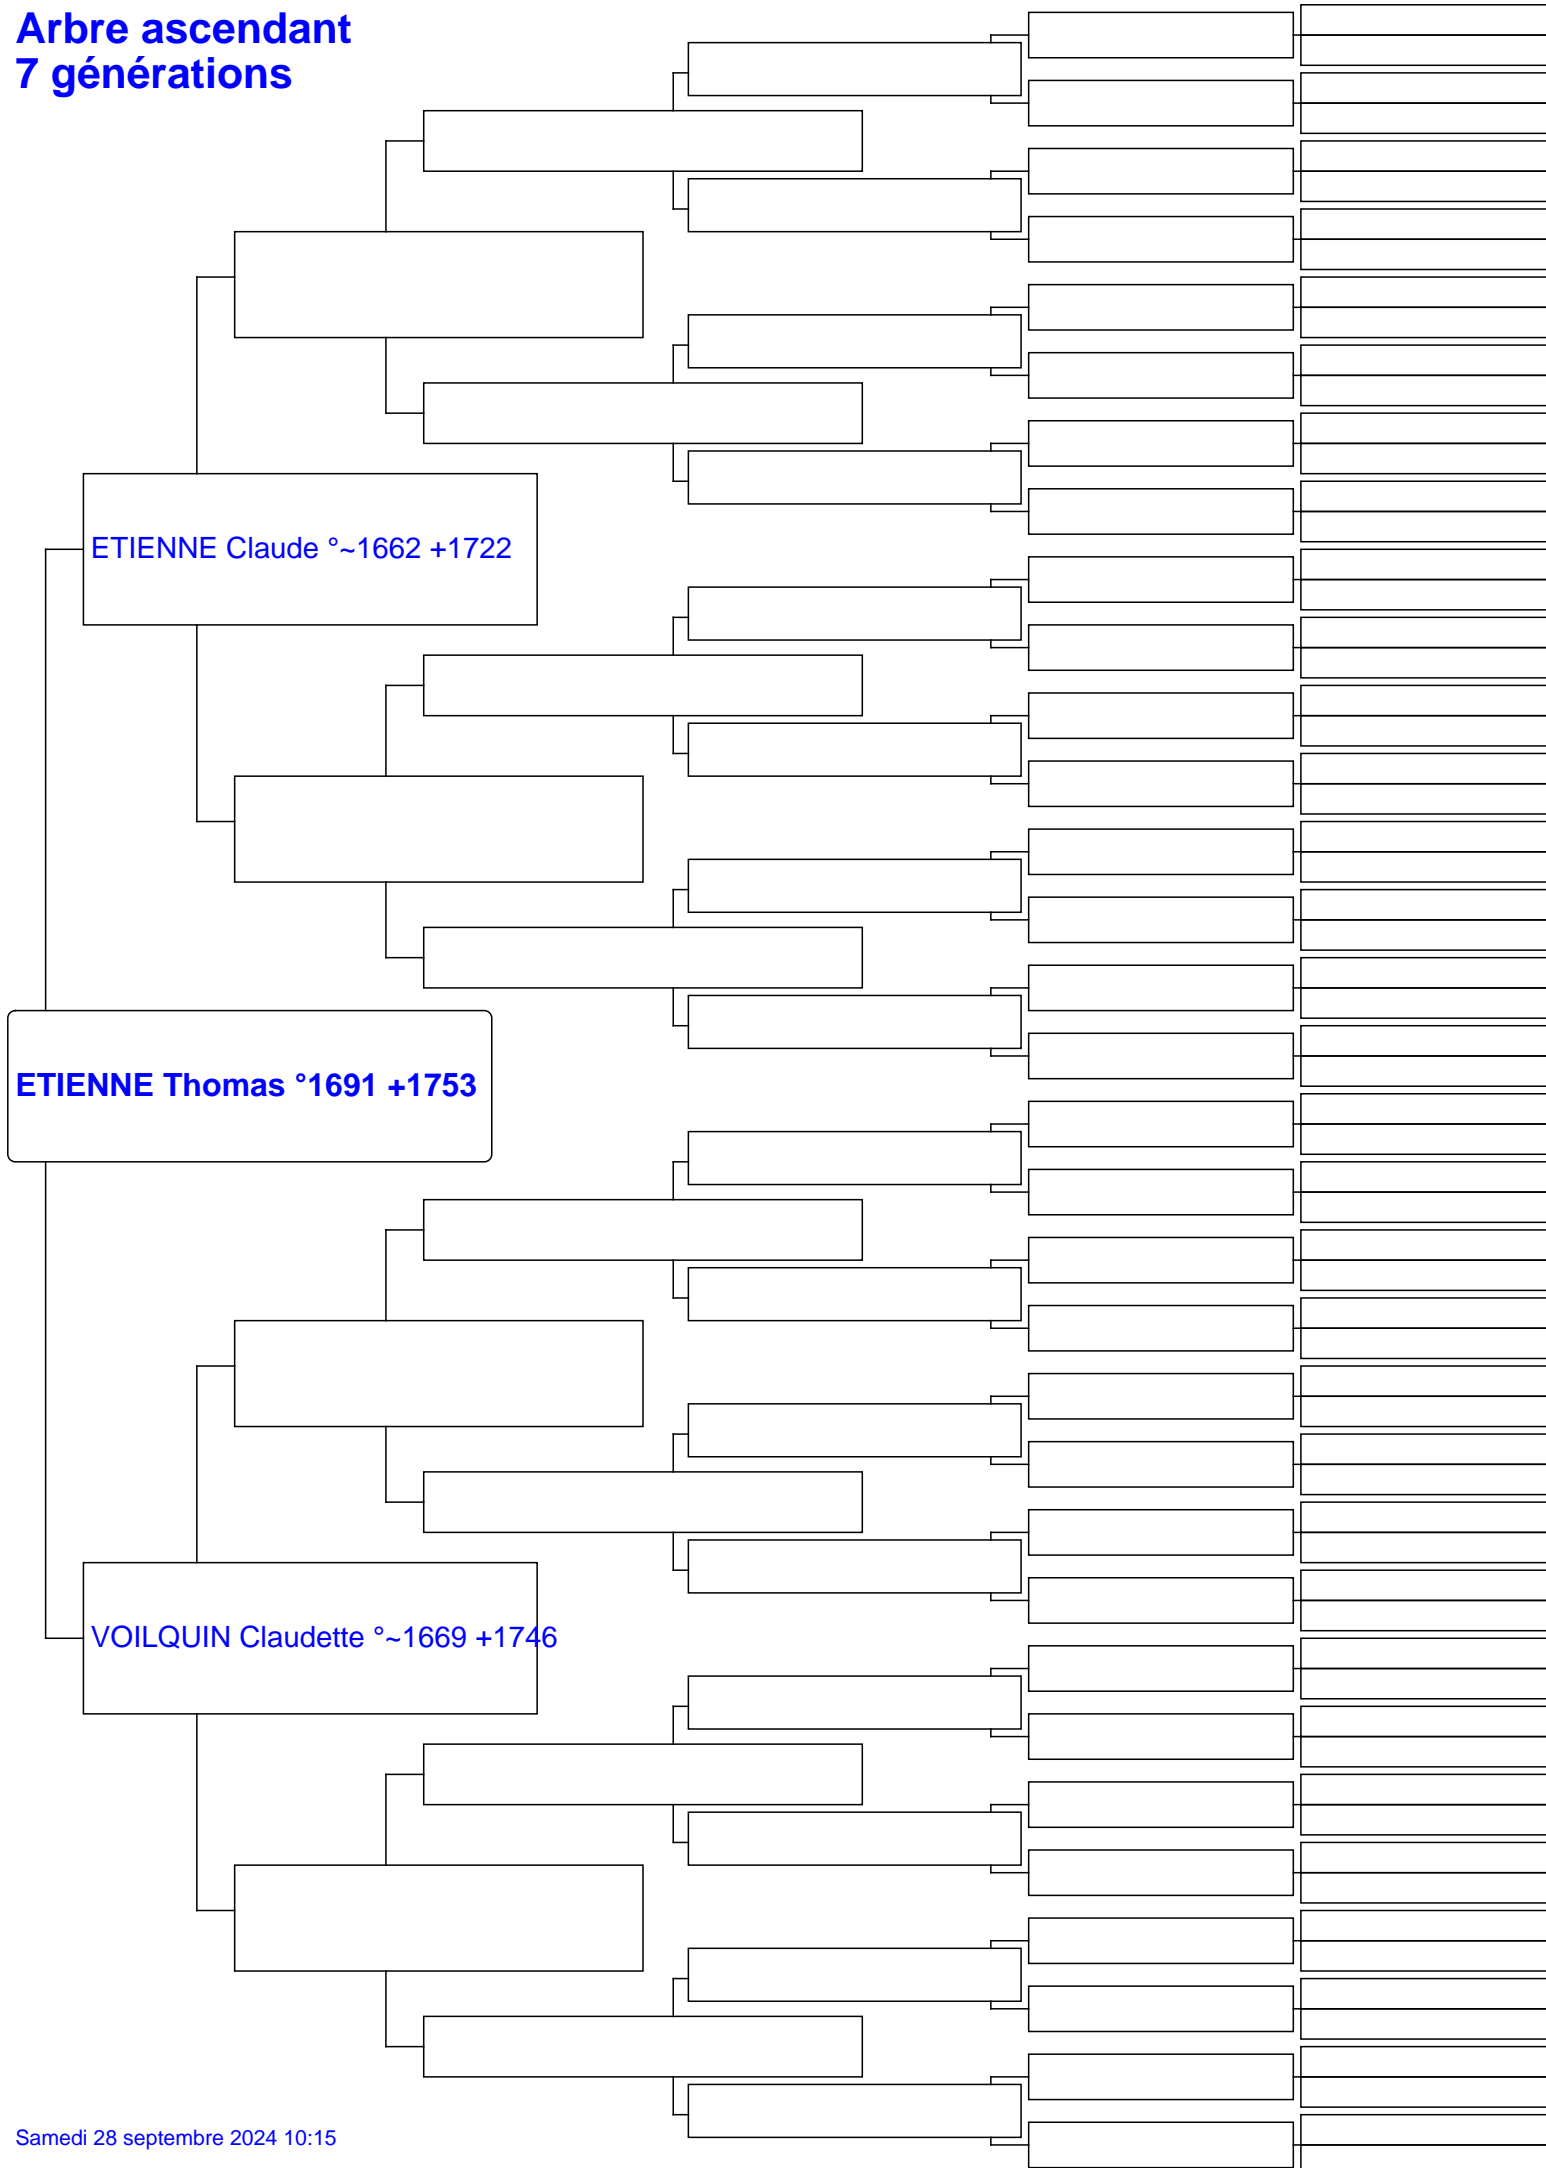 Arbre ascendant
7 générations
ETIENNE Claude °~1662 +1722
ETIENNE Thomas °1691 +1753
VOILQUIN Claudette °~1669 +1746
Samedi 28 septembre 2024 10:15